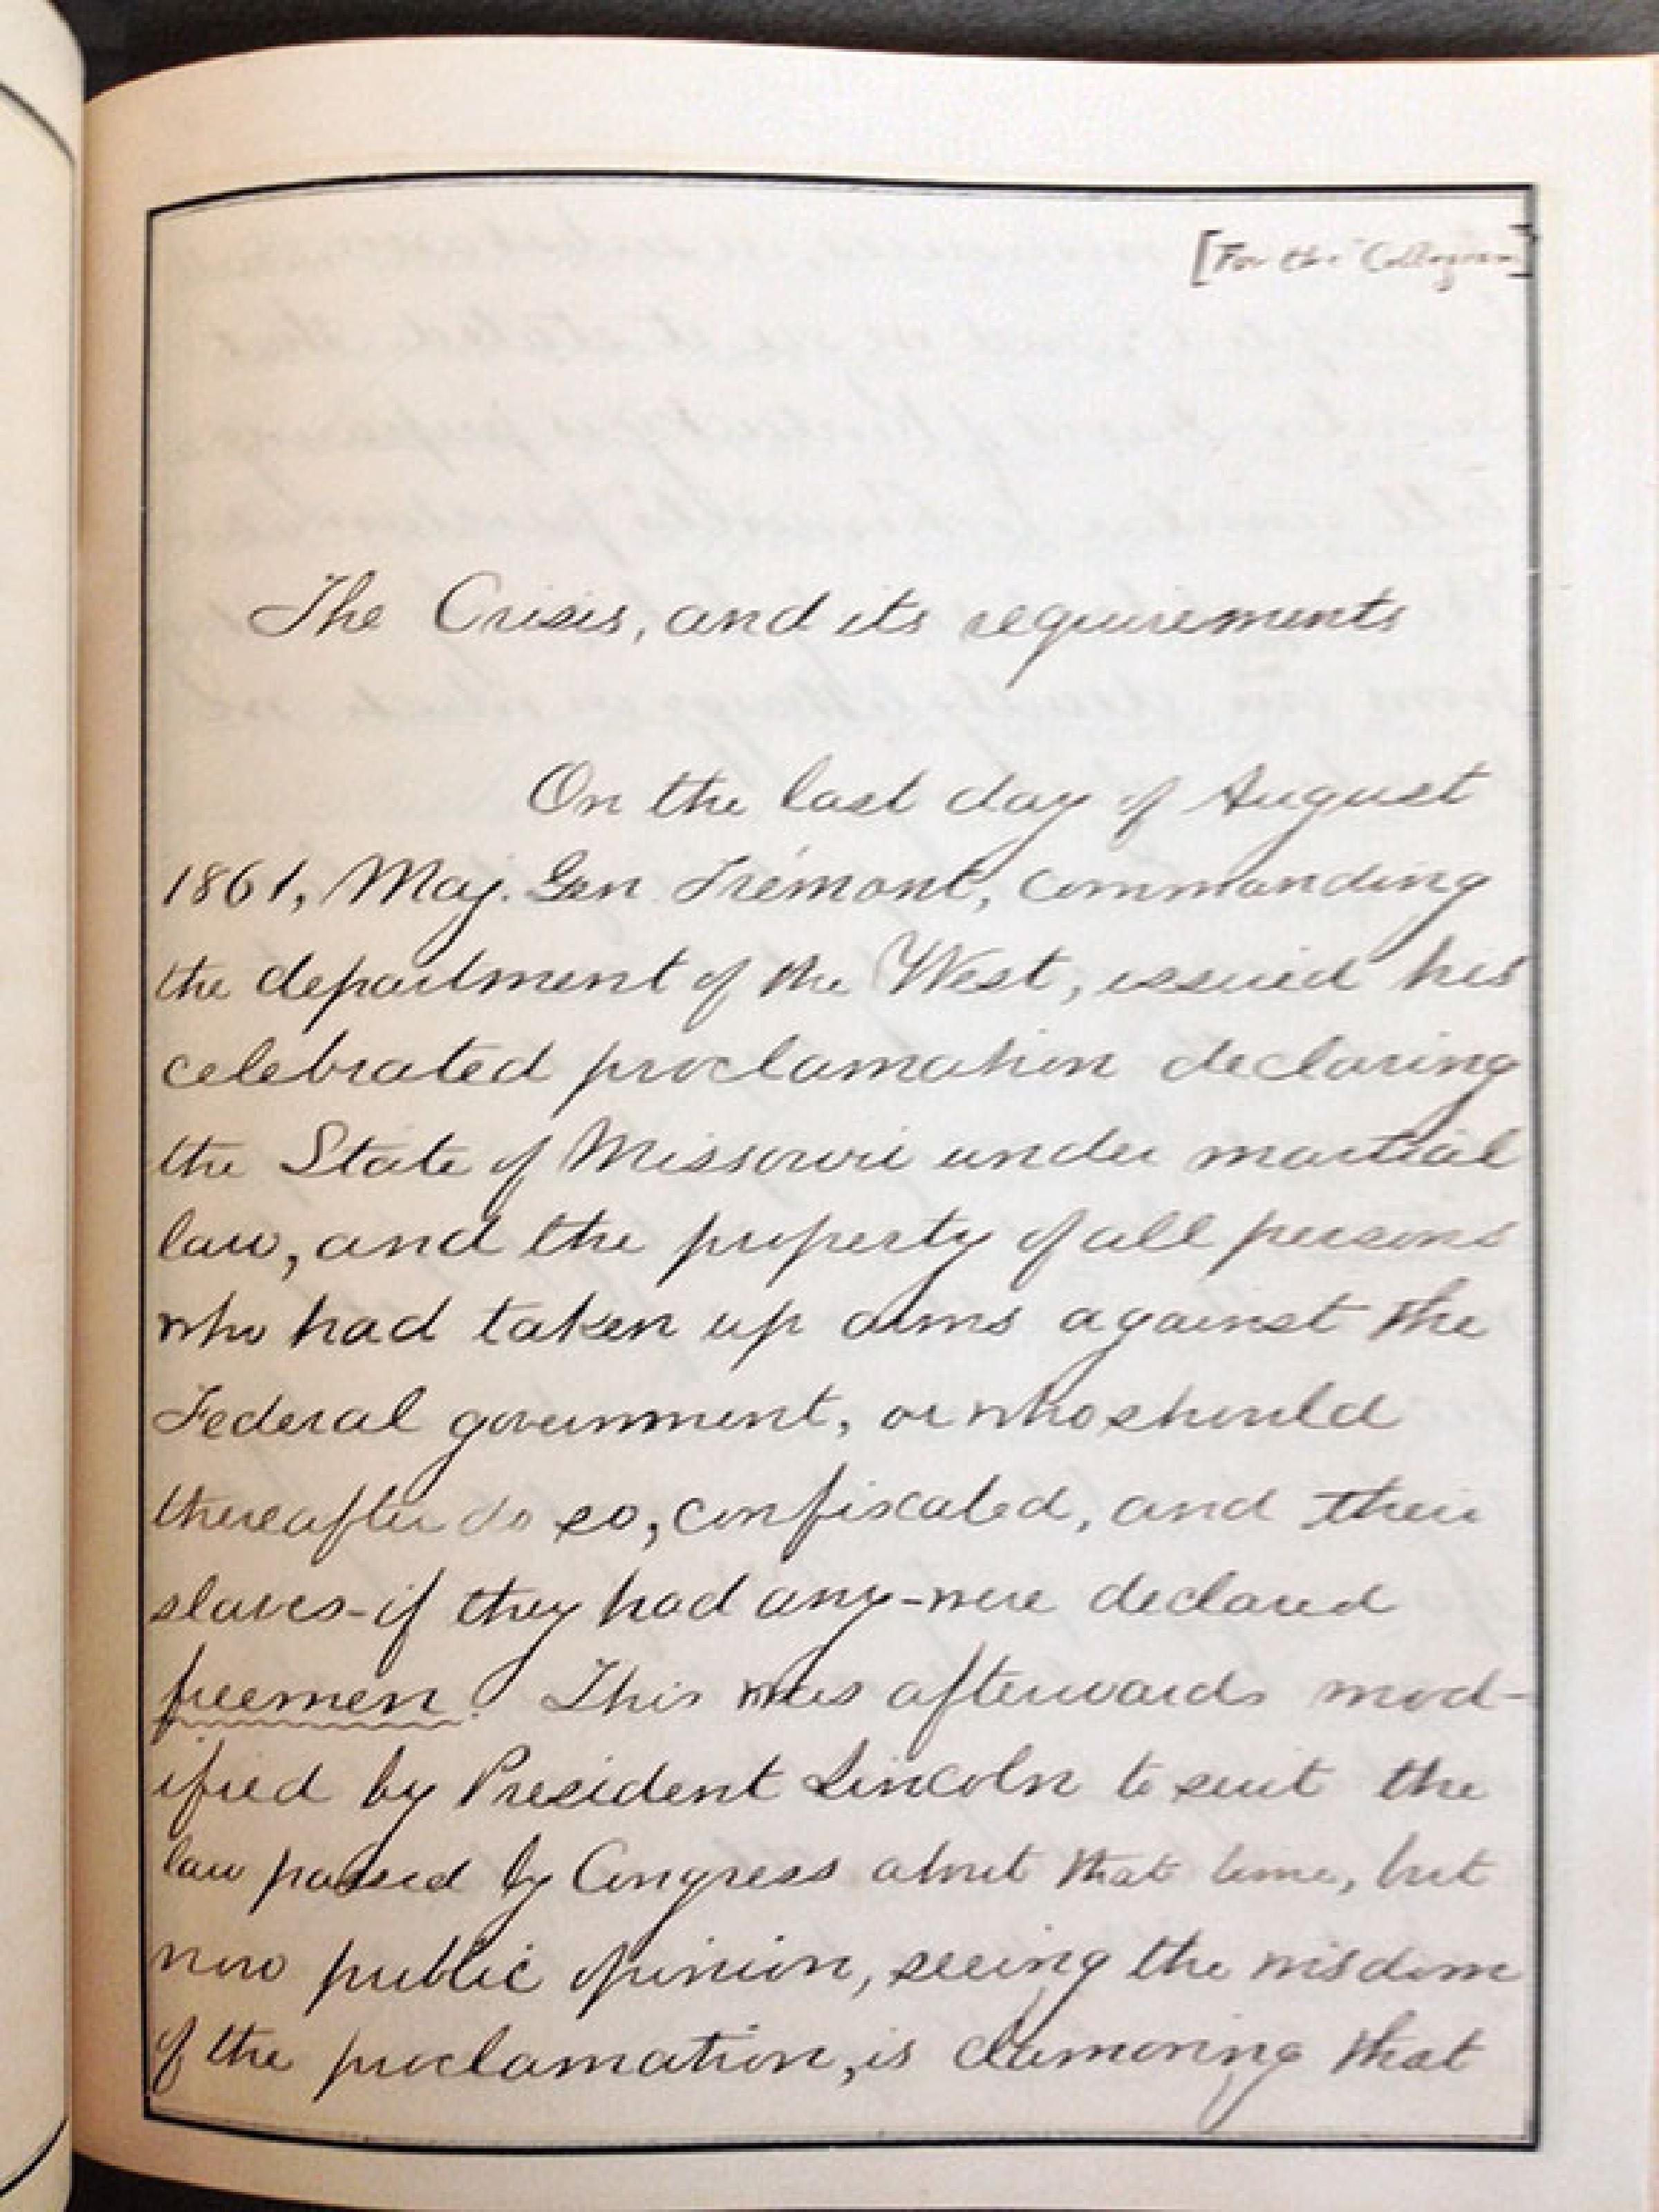 [For the Collegian]
The Crisis, and its requirements
On the last day of August
1861, Maj. Gen. Frémont, commanding
the department of the West, issued his
celebrated proclamation declaring
the State of Missouri under martial
law, and the property of all persons
who had taken up arms against the
Federal government, or who should
thereafter do so, confiscated, and their
slaves-if they had any-were declared
freemen. This was afterwards mod-
ified by President Lincoln to suit the
law passed by Congress about that time, but
now public opinion, seeing the wisdom
of the proclamation, is clamoring that